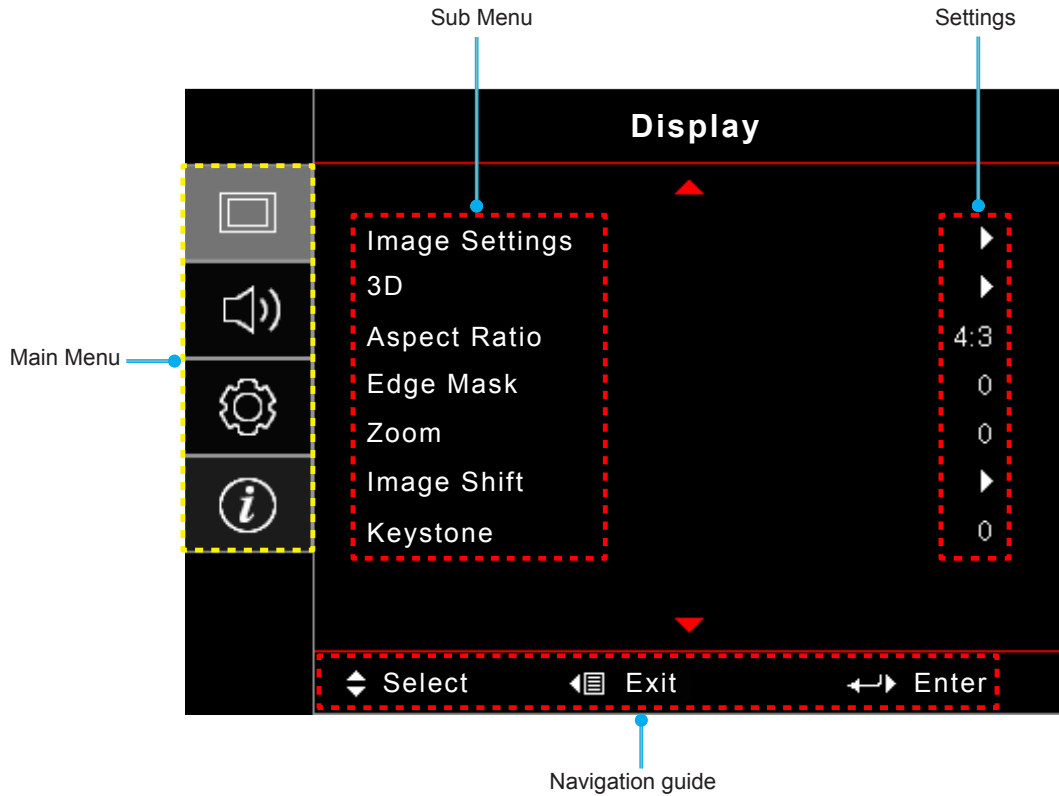 Sub Menu
Settings
Display
Image Settings
3D
Aspect Ratio 4:3
Main Menu
Edge Mask 0
Zoom 0
Image Shift
Keystone 0
Select Exit Enter
Navigation guide